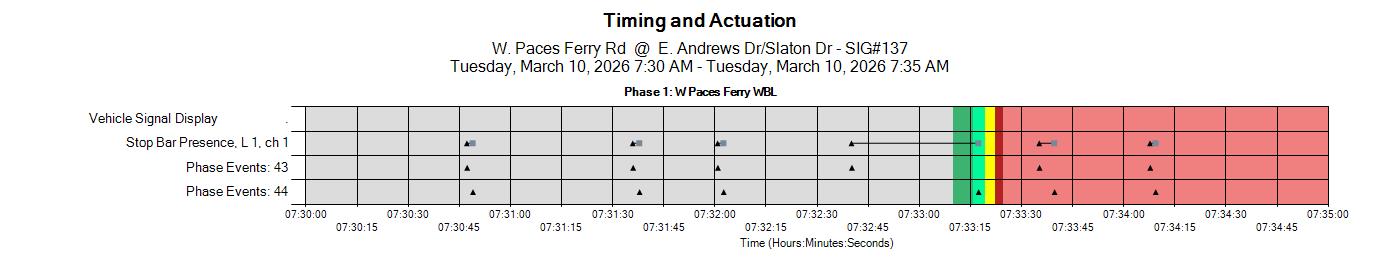 Timing and Actuation
W. Paces Ferry Rd @ E. Andrews Dr/Slaton Dr - SIG#137
Tuesday, March 10, 2026 7:30 AM - Tuesday, March 10, 2026 7:35 AM
Phase 1: W Paces Ferry WBL
Vehicle Signal Display .
Stop Bar Presence, L 1, ch 1
Phase Events: 43
Phase Events: 44
07:30:00 07:30:30 07:31:00 07:31:30 07:32:00 07:32:30 07:33:00 07:33:30 07:34:00 07:34:30 07:35:00
07:30:15 07:30:45 07:31:15 07:31:45 07:32:15 07:32:45 07:33:15 07:33:45 07:34:15 07:34:45
Time (Hours:Minutes:Seconds)